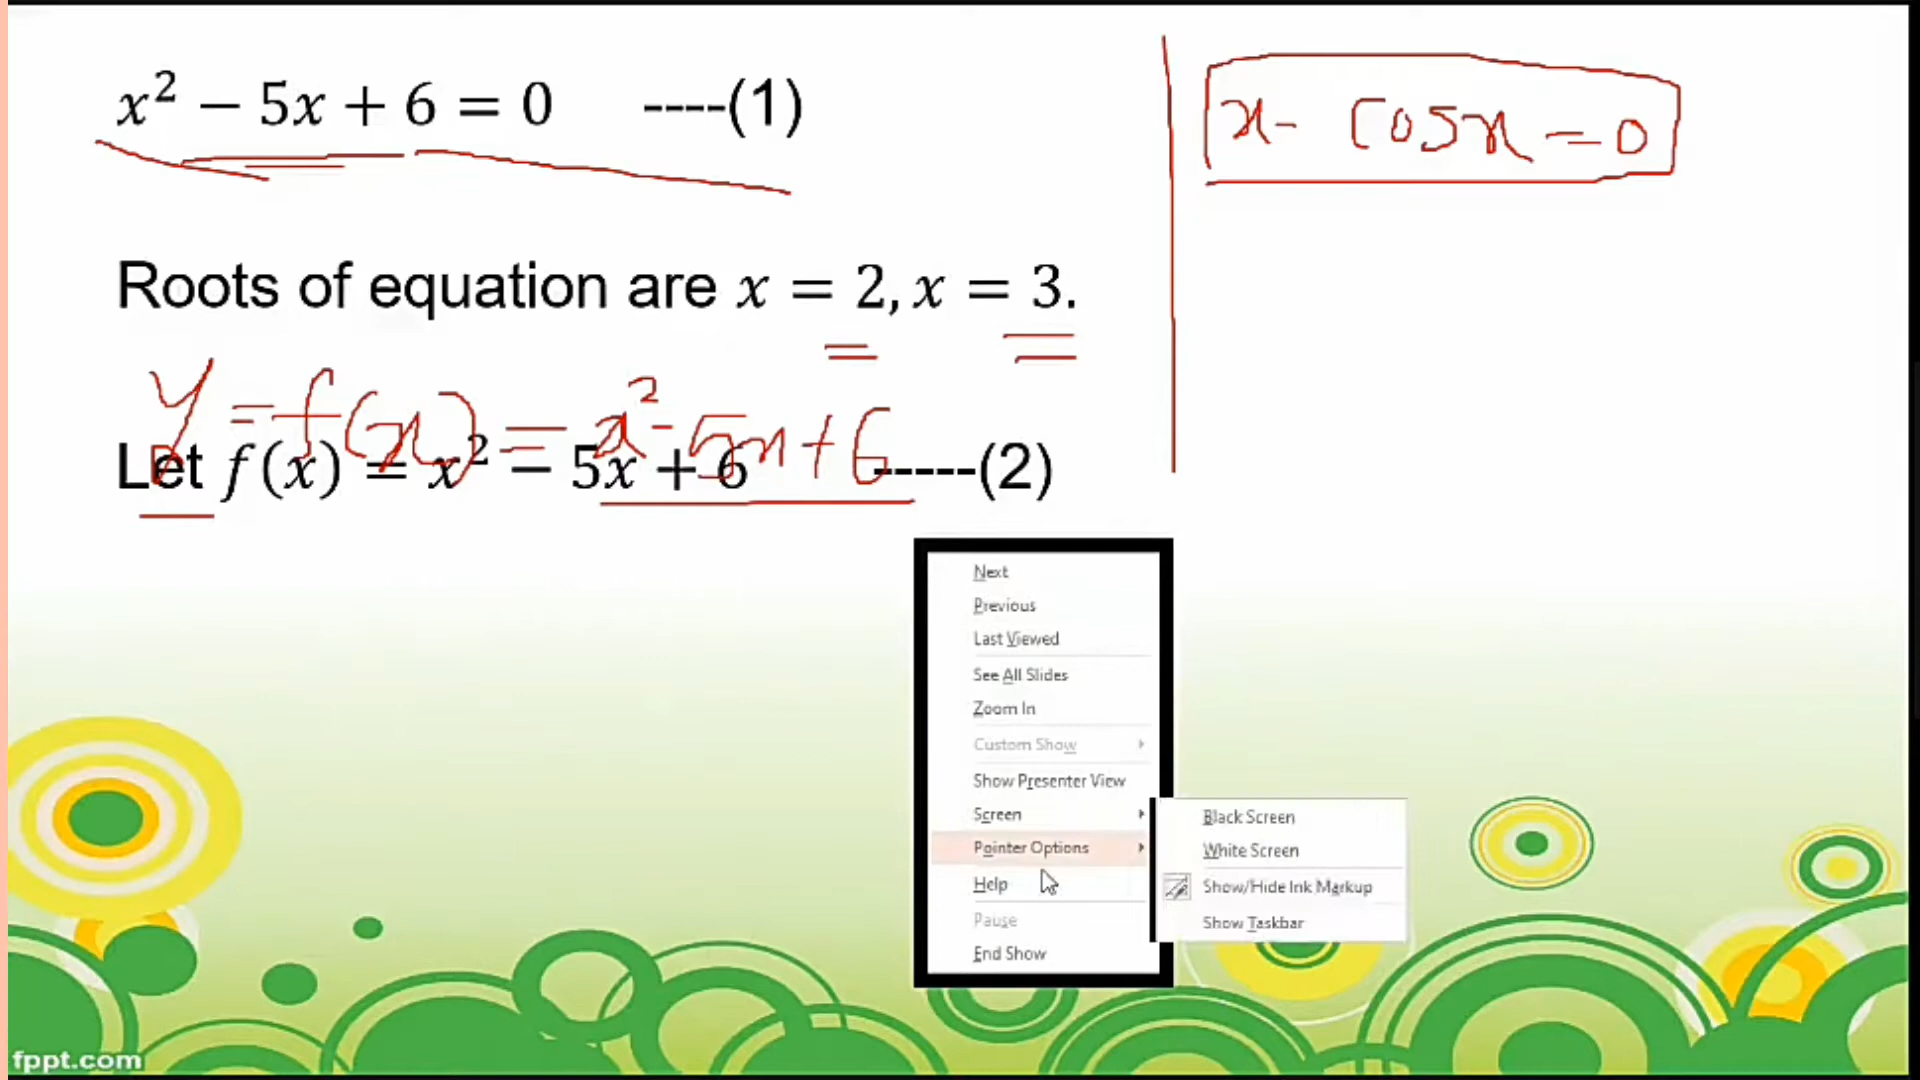 x² − 5x + 6 = 0 ----(1)
x - cosx = 0
Roots of equation are x = 2, x = 3.
y = f(x) = x² - 5x + 6
Let f(x) = x² − 5x + 6 -----(2)
Next
Previous
Last Viewed
See All Slides
Zoom In
Custom Show
Show Presenter View
Screen
Pointer Options
Help
Pause
End Show
Black Screen
White Screen
Show/Hide Ink Markup
Show Taskbar
fppt.com